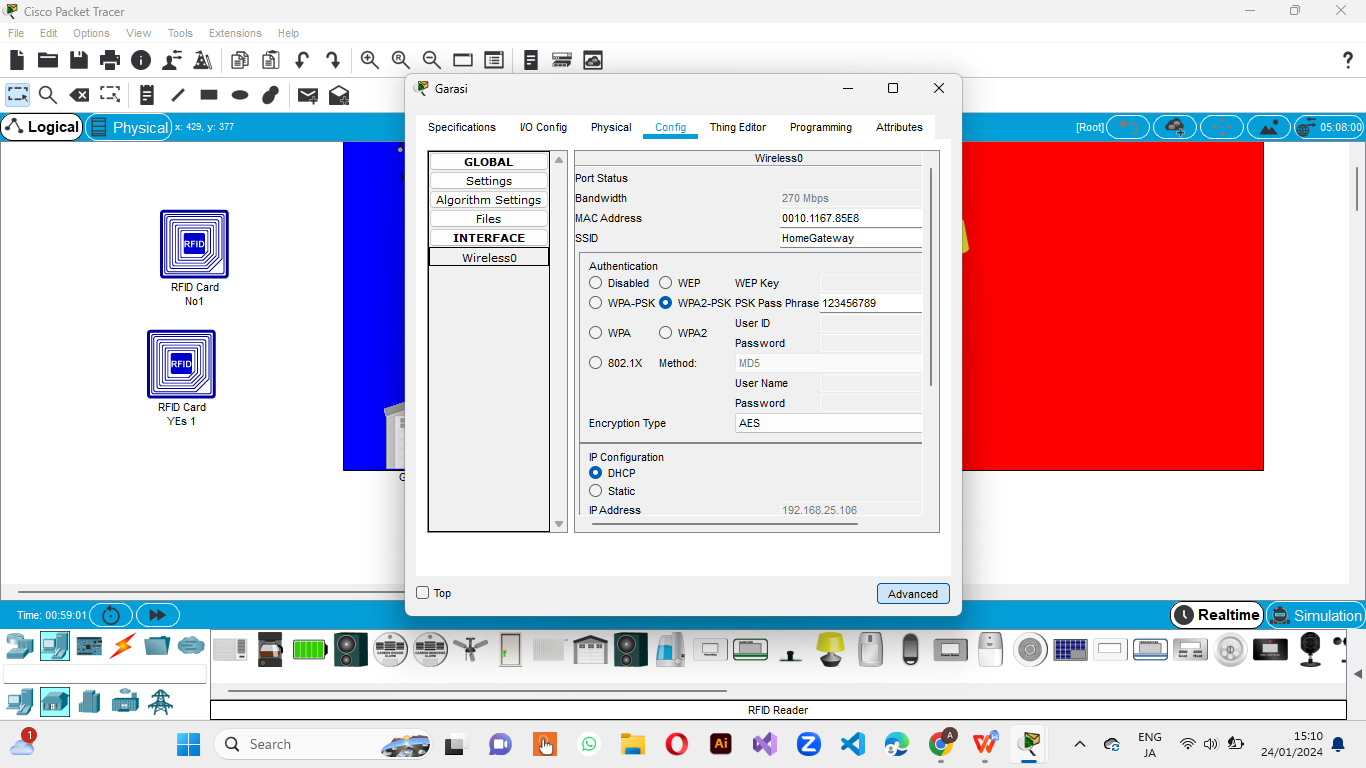 Cisco Packet Tracer
File Edit Options View Tools Extensions Help
Logical Physical x: 429, y: 377
[Root] 05:08:00
RFID
RFID Card
No1
RFID
RFID Card
YEs 1
G
Garasi
Specifications I/O Config Physical Config Thing Editor Programming Attributes
GLOBAL
Settings
Algorithm Settings
Files
INTERFACE
Wireless0
Wireless0
Port Status
Bandwidth 270 Mbps
MAC Address 0010.1167.85E8
SSID HomeGateway
Authentication
Disabled WEP WEP Key
WPA-PSK WPA2-PSK PSK Pass Phrase 123456789
User ID
WPA WPA2
Password
802.1X Method: MD5
User Name
Password
Encryption Type AES
IP Configuration
DHCP
Static
IP Address 192.168.25.106
Top Advanced
Time: 00:59:01
Realtime Simulation
RFID Reader
1
Search
Ai
Z
A
W
ENG
JA
15:10
24/01/2024